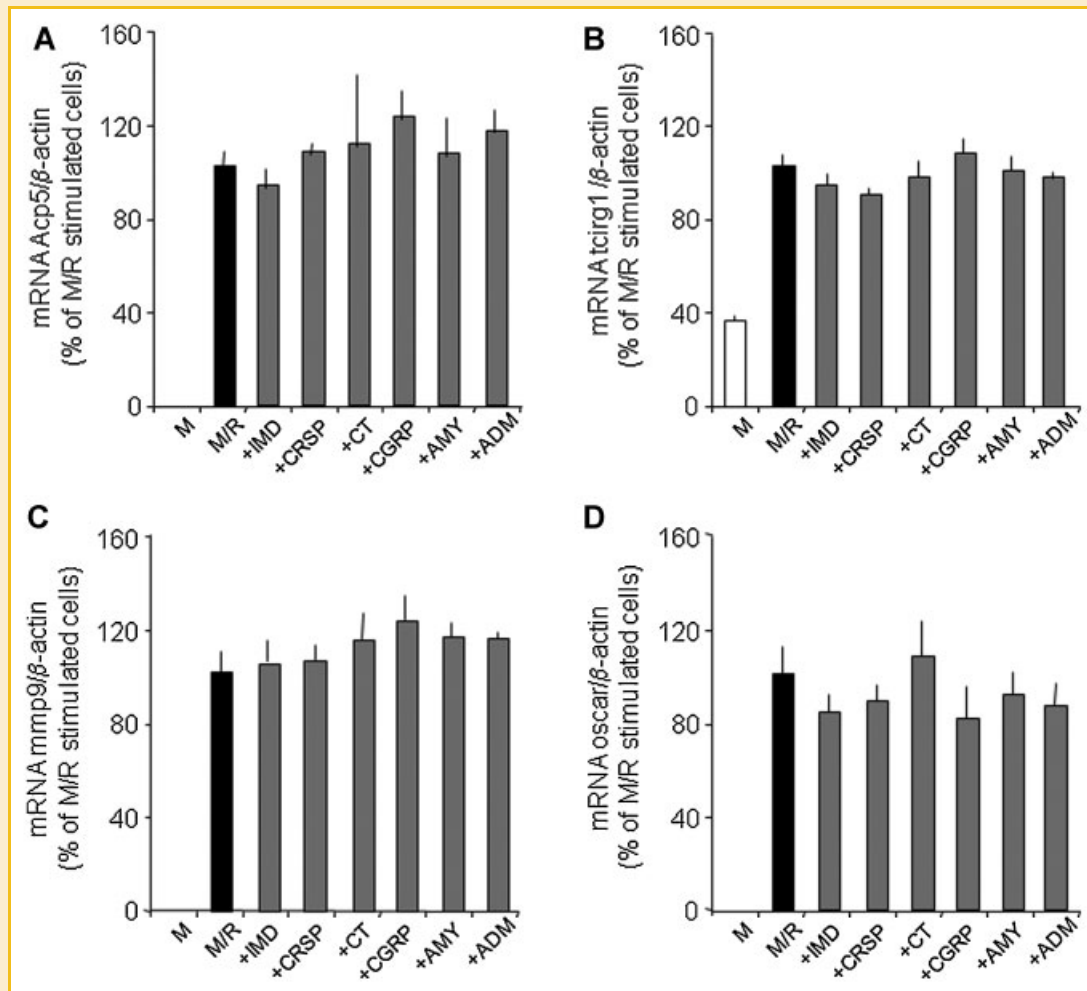 A
mRNA Acp5/β-actin
(% of M/R stimulated cells)
160
120
80
40
0
M
M/R
+IMD
+CRSP
+CT
+CGRP
+AMY
+ADM
B
mRNA tcirg1 /β-actin
(% of M/R stimulated cells)
160
120
80
40
0
M
M/R
+IMD
+CRSP
+CT
+CGRP
+AMY
+ADM
C
mRNA mmp9/β-actin
(% of M/R stimulated cells)
160
120
80
40
0
M
M/R
+IMD
+CRSP
+CT
+CGRP
+AMY
+ADM
D
mRNA oscar/β-actin
(% of M/R stimulated cells)
160
120
80
40
0
M
M/R
+IMD
+CRSP
+CT
+CGRP
+AMY
+ADM